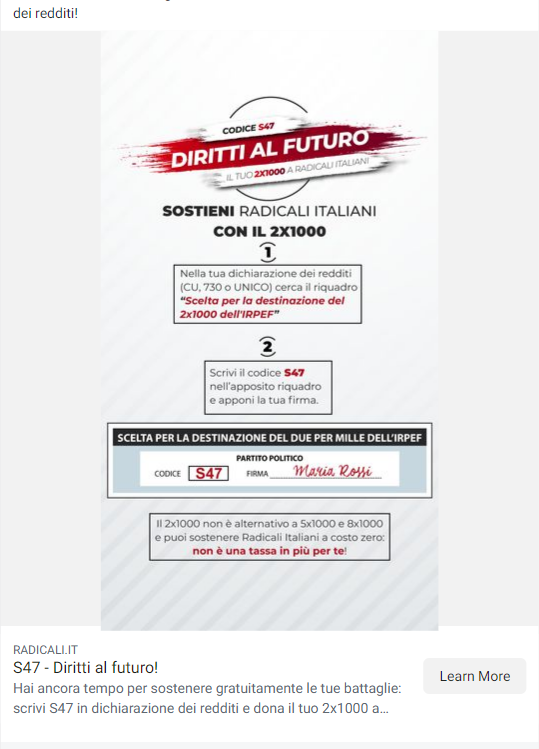 dei redditi!
CODICE S47
DIRITTI AL FUTURO
IL TUO 2X1000 A RADICALI ITALIANI
SOSTIENI RADICALI ITALIANI
CON IL 2X1000
1
Nella tua dichiarazione dei redditi
(CU, 730 o UNICO) cerca il riquadro
“Scelta per la destinazione del
2x1000 dell'IRPEF”
2
Scrivi il codice S47
nell'apposito riquadro
e apponi la tua firma.
SCELTA PER LA DESTINAZIONE DEL DUE PER MILLE DELL'IRPEF
PARTITO POLITICO
CODICE S47 FIRMA Maria Rossi
Il 2x1000 non è alternativo a 5x1000 e 8x1000
e puoi sostenere Radicali Italiani a costo zero:
non è una tassa in più per te!
RADICALI.IT
S47 - Diritti al futuro!
Hai ancora tempo per sostenere gratuitamente le tue battaglie:
scrivi S47 in dichiarazione dei redditi e dona il tuo 2x1000 a...
Learn More